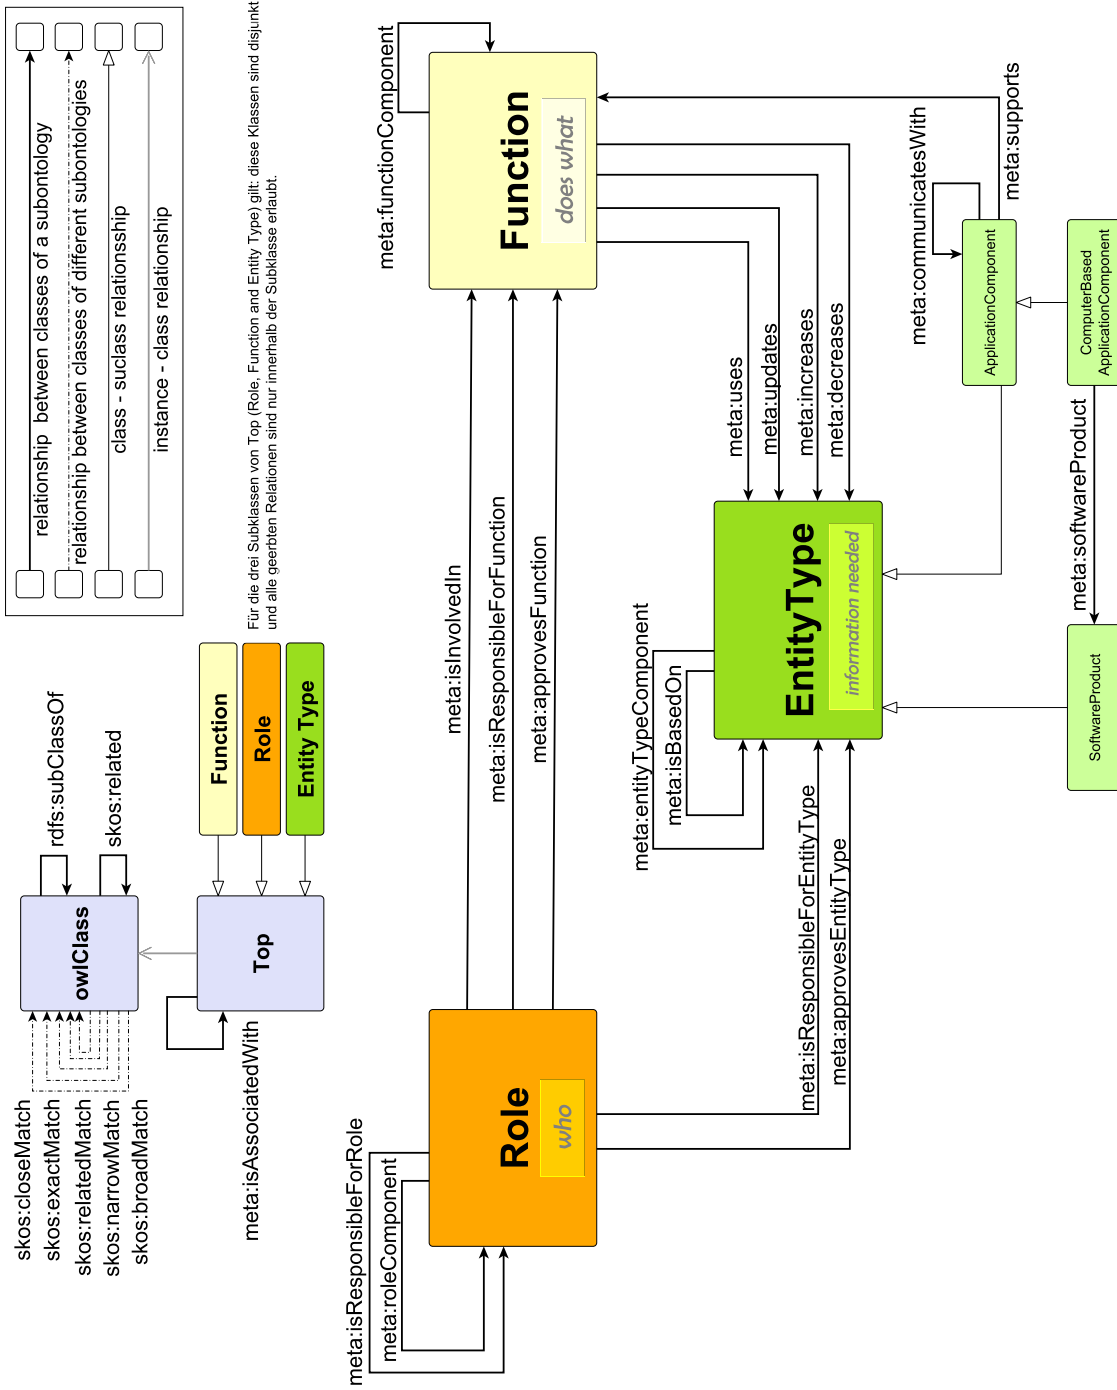 skos:closeMatch
skos:exactMatch
skos:relatedMatch
skos:narrowMatch
skos:broadMatch
owlClass
rdfs:subClassOf
skos:related
meta:isAssociatedWith
Top
Function
Role
Entity Type
relationship between classes of a subontology
relationship between classes of different subontologies
class - suclass relationsship
instance - class relationship
Für die drei Subklassen von Top (Role, Function and Entity Type) gilt: diese Klassen sind disjunkt
und alle geerbten Relationen sind nur innerhalb der Subklasse erlaubt.
meta:isResponsibleForRole
meta:roleComponent
Role
who
meta:isInvolvedIn
meta:isResponsibleForFunction
meta:approvesFunction
meta:functionComponent
Function
does what
meta:entityTypeComponent
meta:isBasedOn
meta:isResponsibleForEntityType
meta:approvesEntityType
EntityType
information needed
meta:uses
meta:updates
meta:increases
meta:decreases
meta:communicatesWith
meta:supports
ApplicationComponent
ComputerBased
ApplicationComponent
meta:softwareProduct
SoftwareProduct